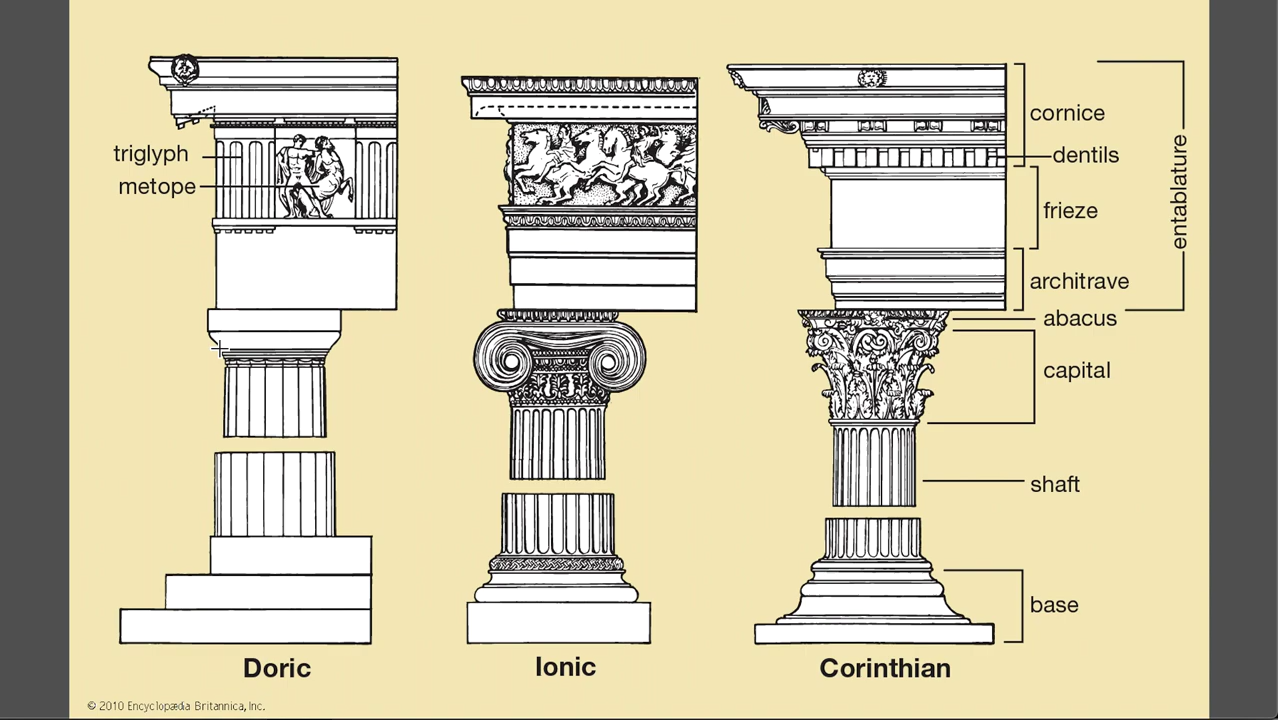 triglyph
metope
cornice
dentils
frieze
entablature
architrave
abacus
capital
shaft
base
Doric
Ionic
Corinthian
© 2010 Encyclopædia Britannica, Inc.